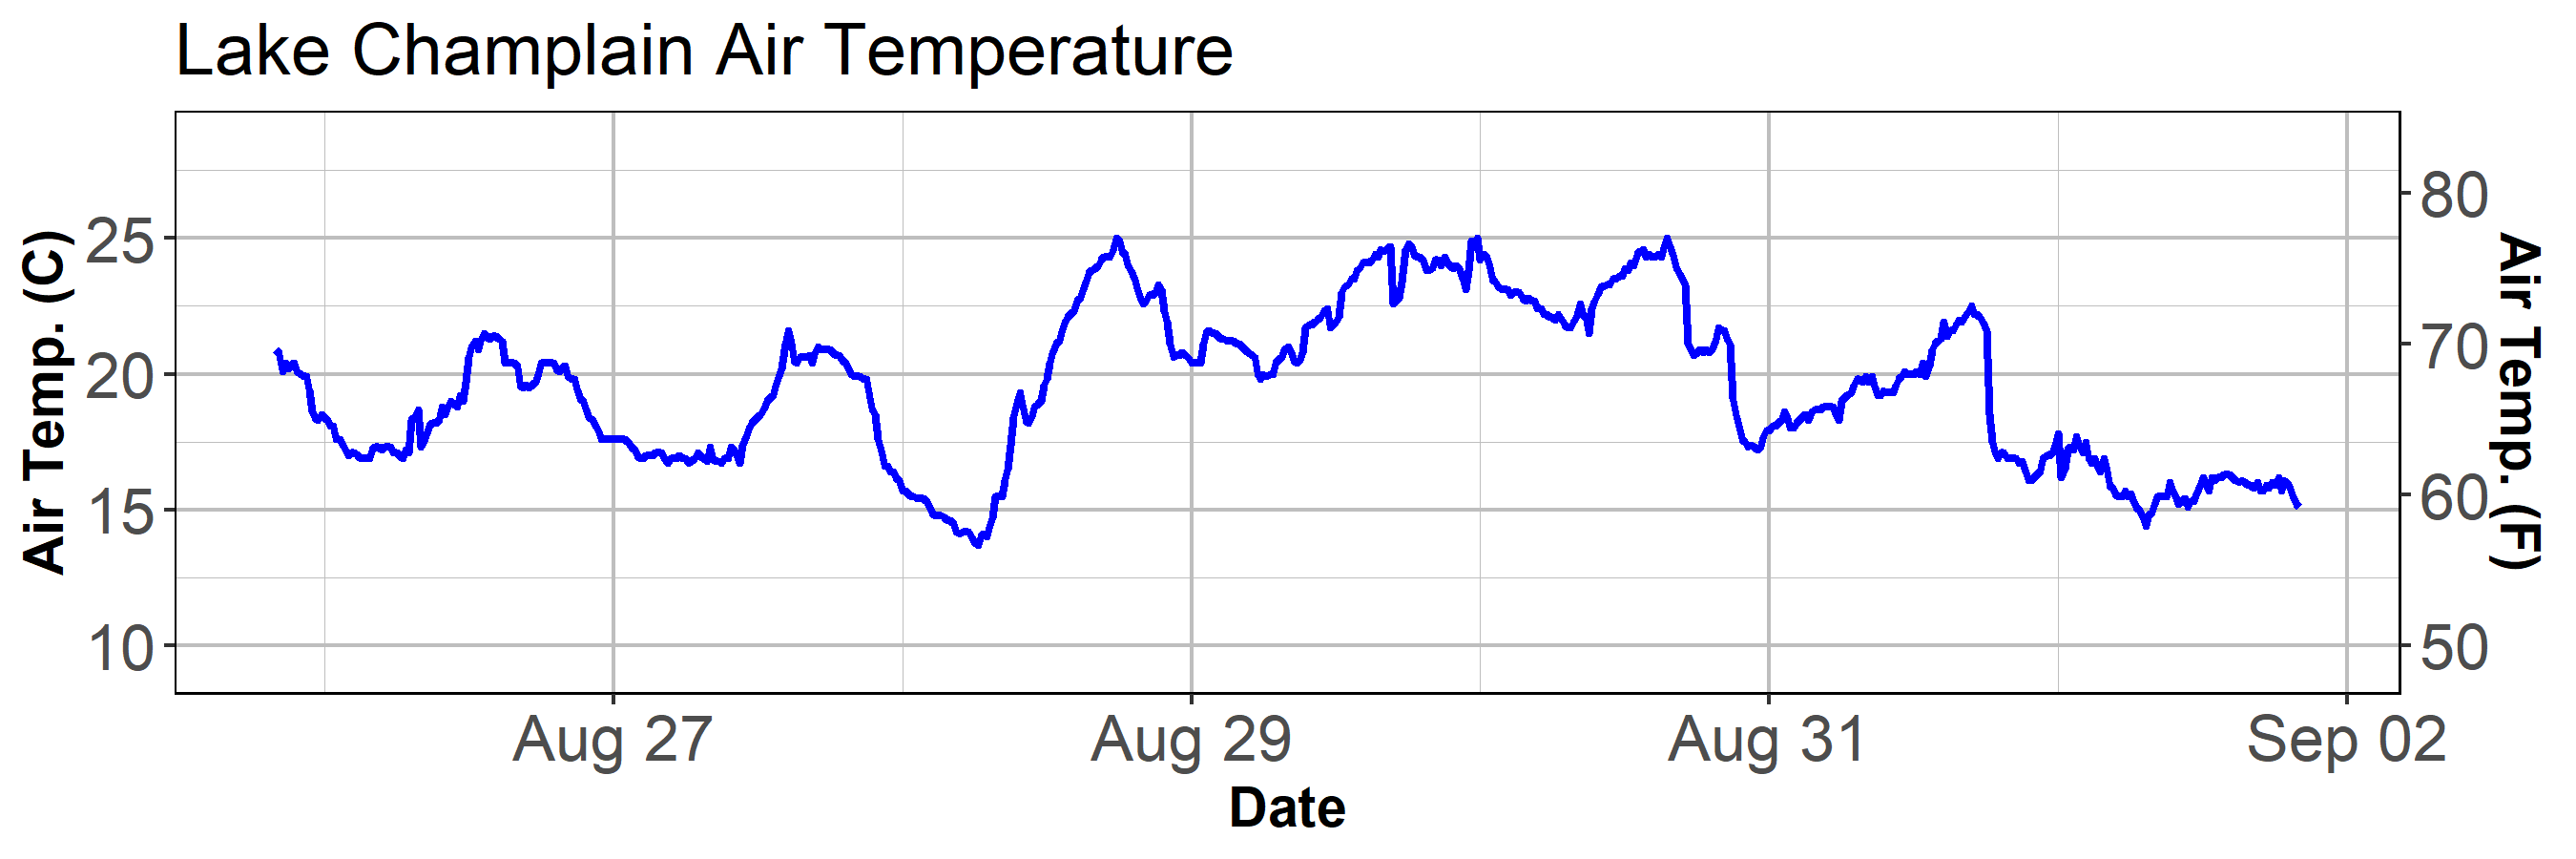 Lake Champlain Air Temperature
Air Temp. (C)
25
20
15
10
80
70
60
50
Air Temp. (F)
Aug 27
Aug 29
Aug 31
Sep 02
Date